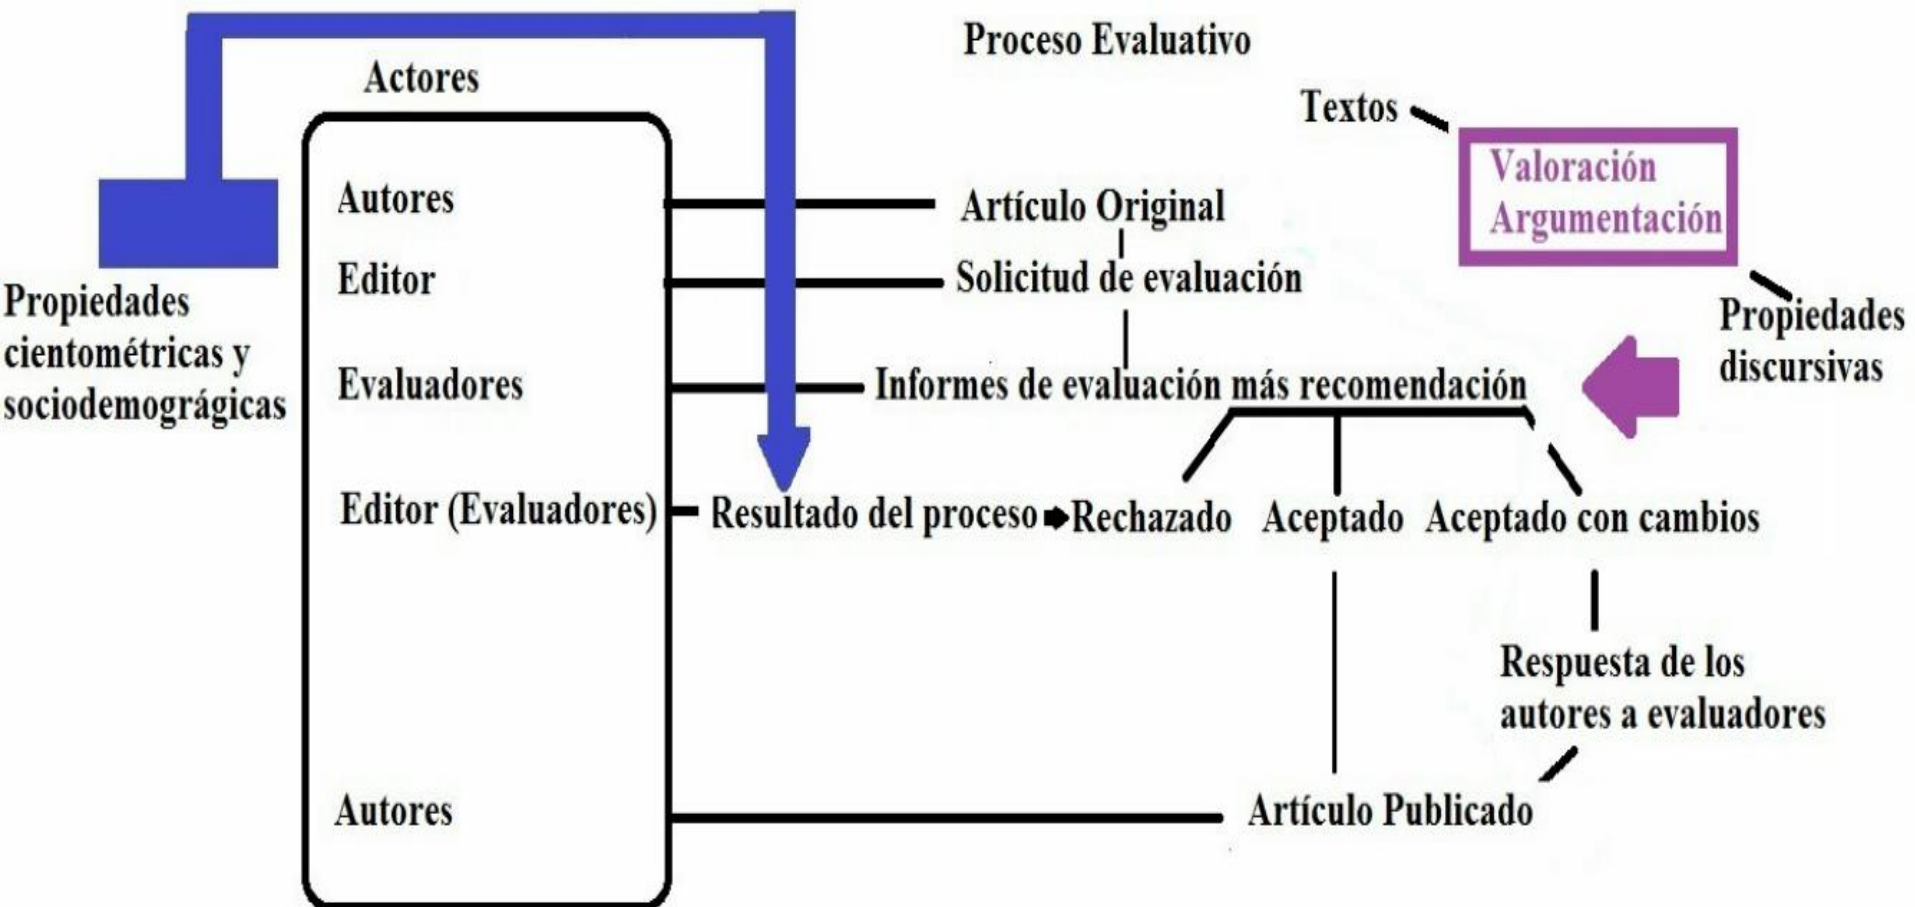 Proceso Evaluativo
Actores
Textos
Valoración
Argumentación
Autores
Artículo Original
Editor
Solicitud de evaluación
Propiedades
cientométricas y
sociodemográgicas
Propiedades
discursivas
Evaluadores
Informes de evaluación más recomendación
Editor (Evaluadores)
Resultado del proceso
Rechazado
Aceptado
Aceptado con cambios
Respuesta de los
autores a evaluadores
Autores
Artículo Publicado